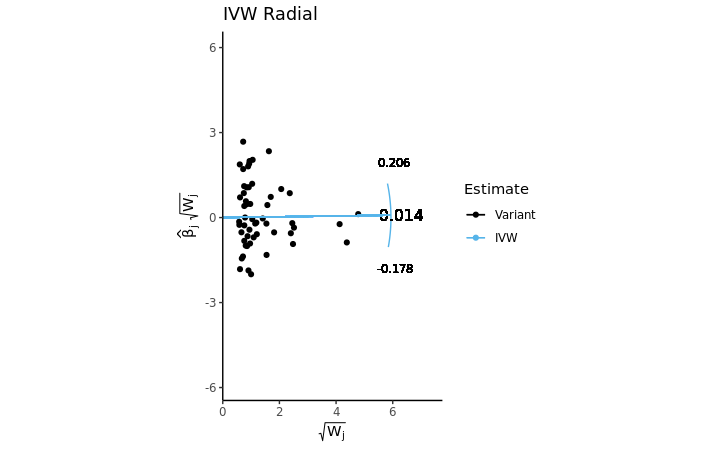 IVW Radial
6
3
0
-3
-6
0.206
0.014
-0.178
0 2 4 6
√Wj
β̂j √Wj
Estimate
Variant
IVW